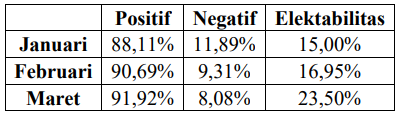 Positif Negatif Elektabilitas
Januari 88,11% 11,89% 15,00%
Februari 90,69% 9,31% 16,95%
Maret 91,92% 8,08% 23,50%